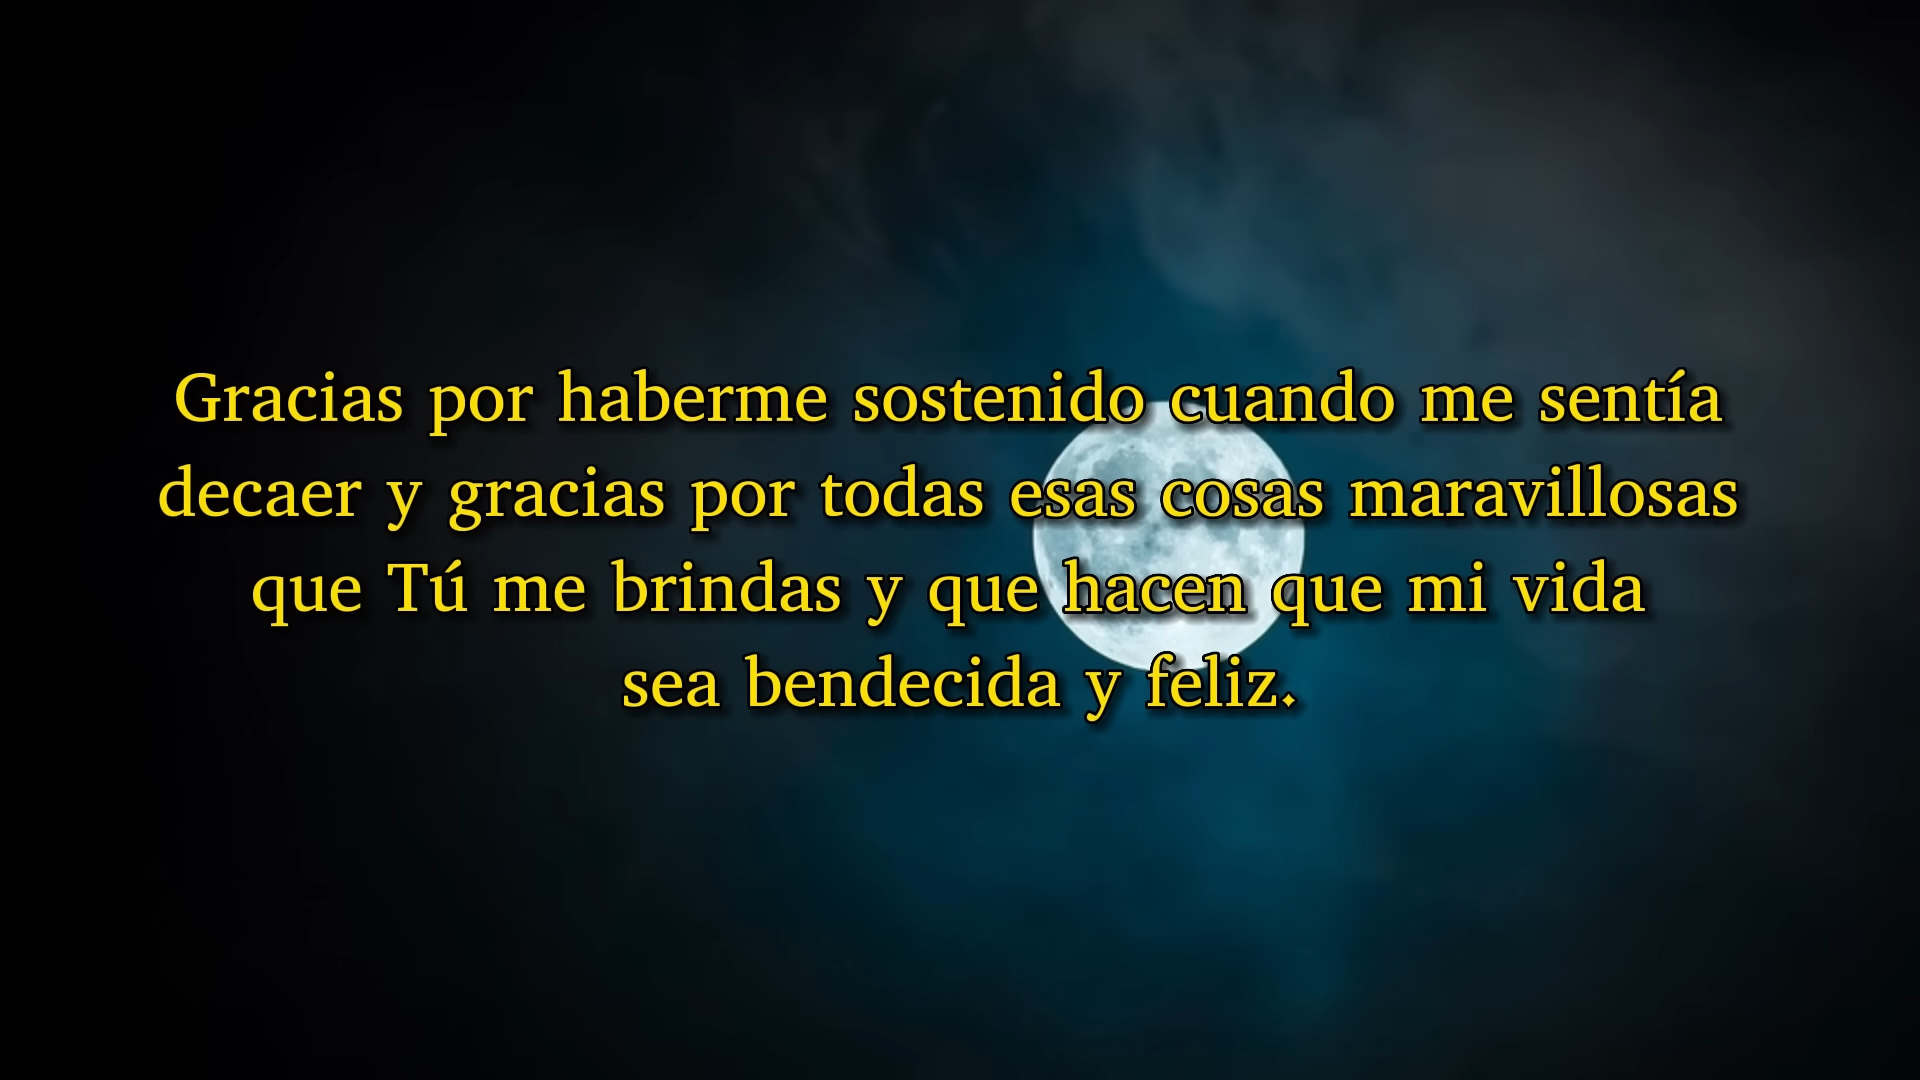 Gracias por haberme sostenido cuando me sentía
decaer y gracias por todas esas cosas maravillosas
que Tú me brindas y que hacen que mi vida
sea bendecida y feliz.